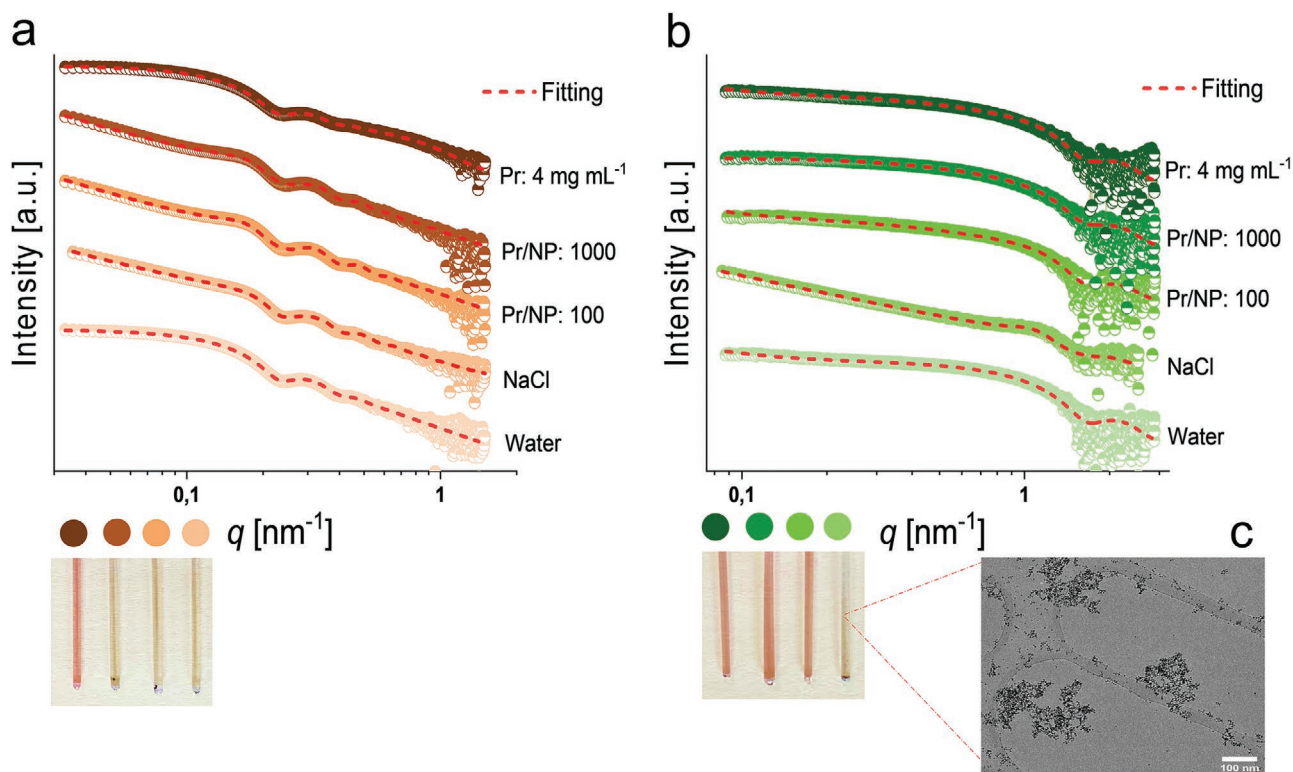 a
Intensity [a.u.]
Fitting
Pr: 4 mg mL⁻¹
Pr/NP: 1000
Pr/NP: 100
NaCl
Water
0,1
1
q [nm⁻¹]
b
Intensity [a.u.]
Fitting
Pr: 4 mg mL⁻¹
Pr/NP: 1000
Pr/NP: 100
NaCl
Water
0,1
1
q [nm⁻¹]
c
100 nm